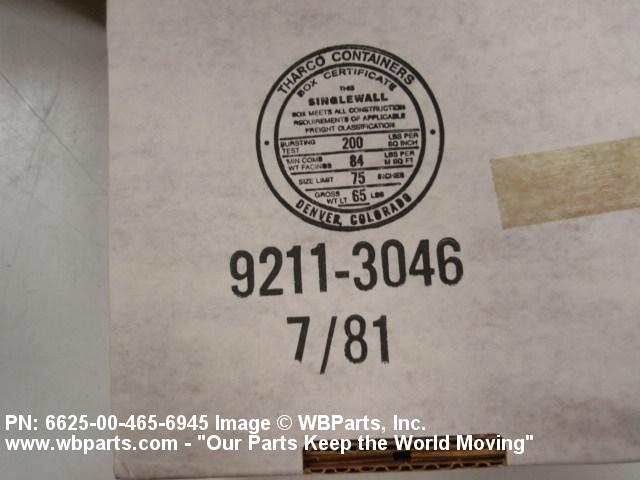 THARCO CONTAINERS
BOX CERTIFICATE
THIS
SINGLEWALL
BOX MEETS ALL CONSTRUCTION
REQUIREMENTS OF APPLICABLE
FREIGHT CLASSIFICATION
BURSTING TEST 200 LBS PER SQ INCH
MIN COMB WT FACINGS 84 LBS PER M SQ FT
SIZE LIMIT 75 INCHES
GROSS WT LT 65 LBS
DENVER, COLORADO
9211-3046
7/81
PN: 6625-00-465-6945 Image © WBParts, Inc.
www.wbparts.com - "Our Parts Keep the World Moving"